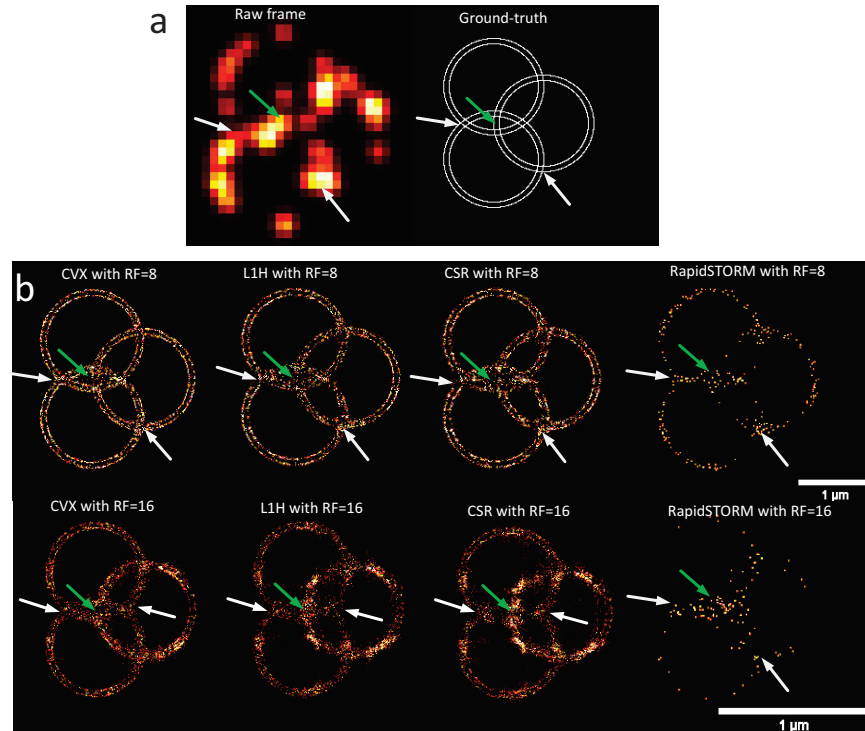 a
Raw frame
Ground-truth
b
CVX with RF=8
L1H with RF=8
CSR with RF=8
RapidSTORM with RF=8
1 µm
CVX with RF=16
L1H with RF=16
CSR with RF=16
RapidSTORM with RF=16
1 µm